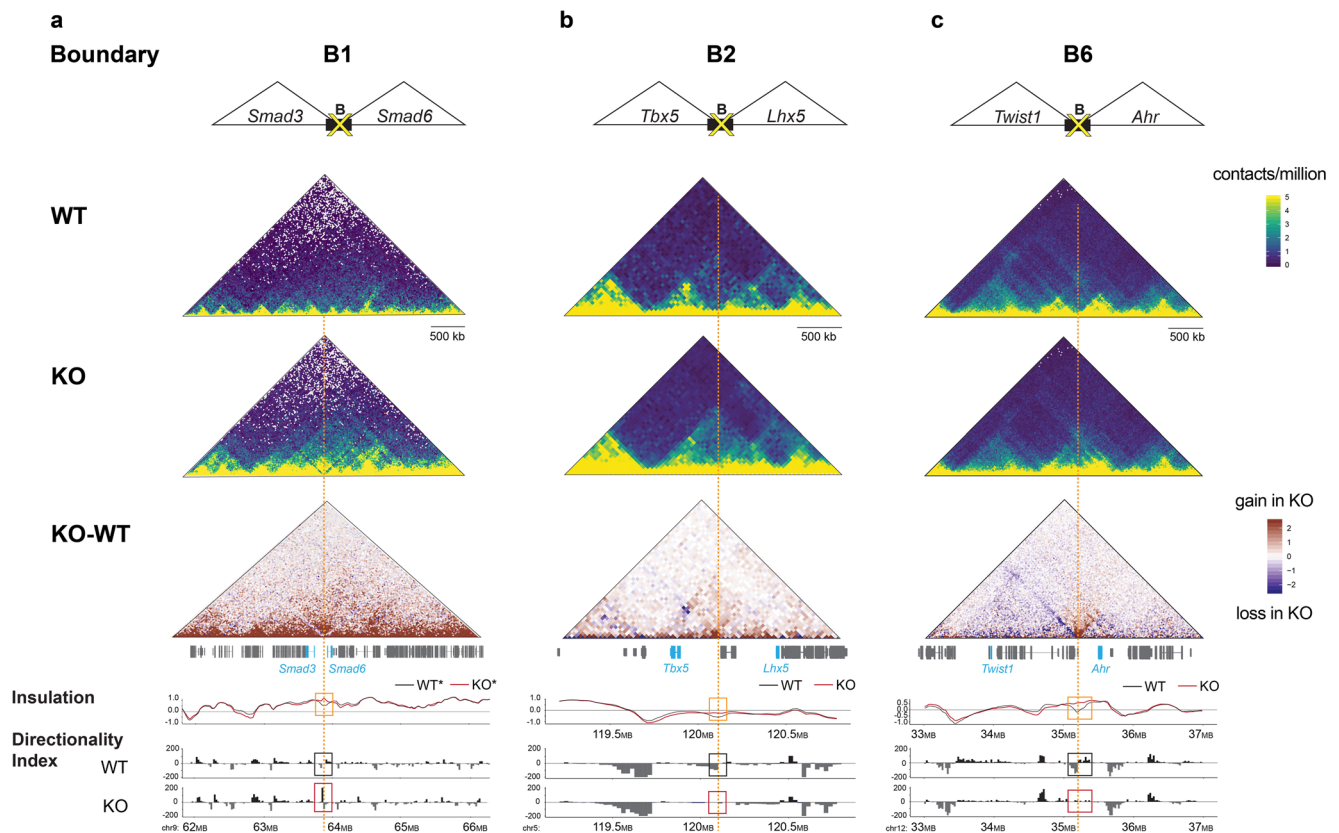 a b c
Boundary B1 B2 B6
B B B
Smad3 Smad6 Tbx5 Lhx5 Twist1 Ahr
contacts/million
WT
5
4
3
2
1
0
500 kb 500 kb 500 kb
KO
gain in KO
KO-WT
2
1
0
-1
-2
loss in KO
Smad3 Smad6 Tbx5 Lhx5 Twist1 Ahr
WT* KO* WT KO WT KO
Insulation
1.0 1.0 0.5
0.0 0.0 0.0
-1.0 -1.0 -0.5
119.5MB 120MB 120.5MB 33MB 34MB 35MB 36MB 37MB
Directionality
Index
WT
200 200 200
0 0 0
-200 -200 -200
KO
200 200 200
0 0 0
-200 -200 -200
chr9: 62MB 63MB 64MB 65MB 66MB chr5: 119.5MB 120MB 120.5MB chr12: 33MB 34MB 35MB 36MB 37MB